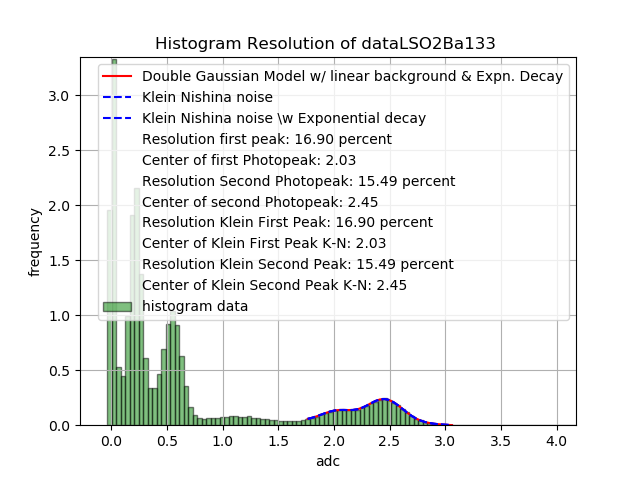 Histogram Resolution of dataLSO2Ba133
Double Gaussian Model w/ linear background & Expn. Decay
Klein Nishina noise
Klein Nishina noise \w Exponential decay
Resolution first peak: 16.90 percent
Center of first Photopeak: 2.03
Resolution Second Photopeak: 15.49 percent
Center of second Photopeak: 2.45
Resolution Klein First Peak: 16.90 percent
Center of Klein First Peak K-N: 2.03
Resolution Klein Second Peak: 15.49 percent
Center of Klein Second Peak K-N: 2.45
histogram data
frequency
3.0
2.5
2.0
1.5
1.0
0.5
0.0
0.0 0.5 1.0 1.5 2.0 2.5 3.0 3.5 4.0
adc